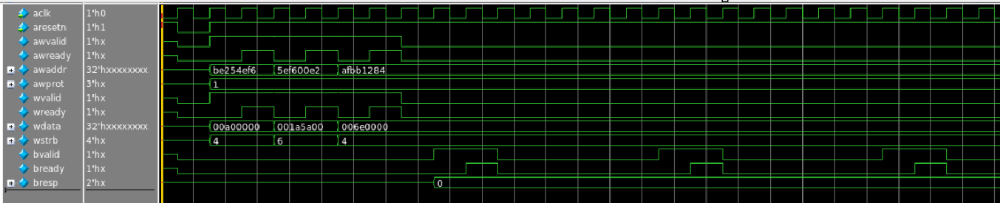 aclk 1'h0
aresetn 1'h1
awvalid 1'hx
awready 1'hx
awaddr 32'hxxxxxxxx be254ef6 5ef600e2 afbb1284
awprot 3'hx 1
wvalid 1'hx
wready 1'hx
wdata 32'hxxxxxxxx 00a00000 001a5a00 006e0000
wstrb 4'hx 4 6 4
bvalid 1'hx
bready 1'hx
bresp 2'hx 0